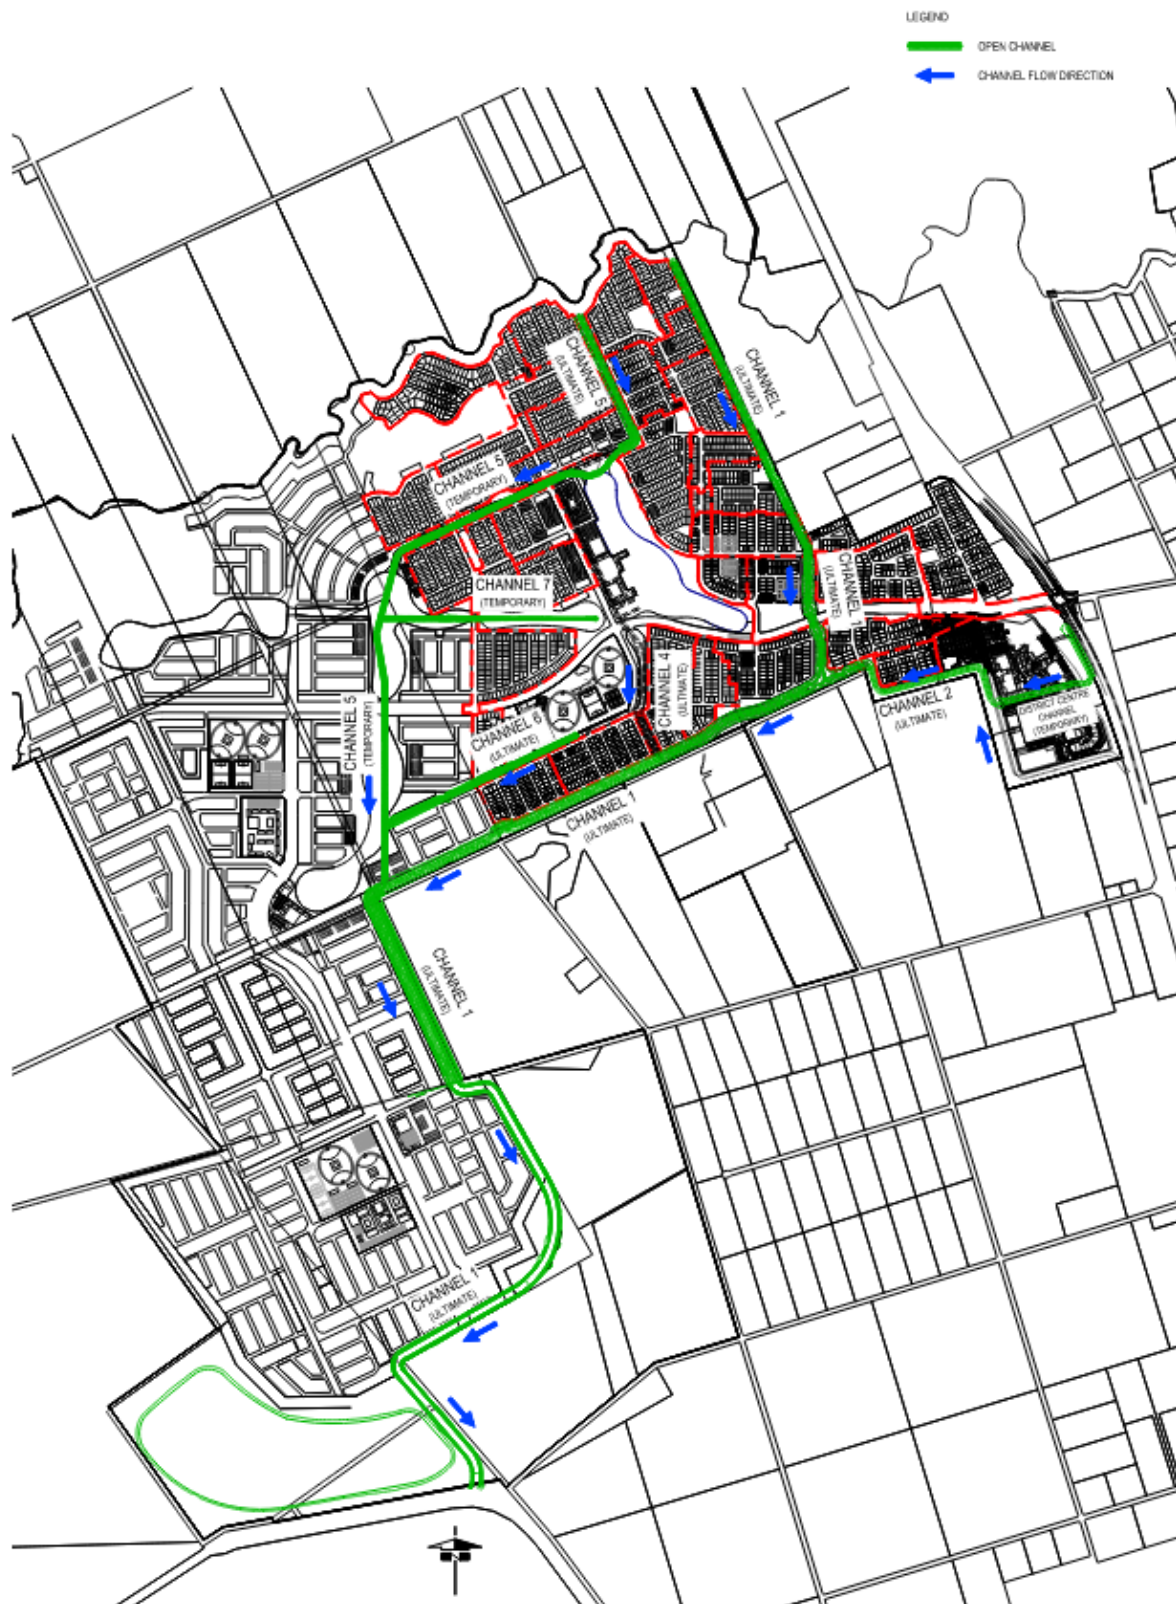 LEGEND
OPEN CHANNEL
CHANNEL FLOW DIRECTION
CHANNEL 1
(ULTIMATE)
CHANNEL 5
(ULTIMATE)
CHANNEL 5
(TEMPORARY)
CHANNEL 7
(TEMPORARY)
CHANNEL 1
(ULTIMATE)
CHANNEL 4
(ULTIMATE)
CHANNEL 2
(ULTIMATE)
DISTRICT CENTRE
CHANNEL
(TEMPORARY)
CHANNEL 6
(ULTIMATE)
CHANNEL 5
(TEMPORARY)
CHANNEL 1
(ULTIMATE)
CHANNEL 1
(ULTIMATE)
CHANNEL 1
(ULTIMATE)